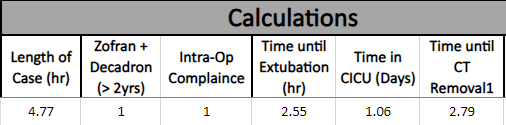 Calculations
Length of Case (hr) Zofran + Decadron (> 2yrs) Intra-Op Complaince Time until Extubation (hr) Time in CICU (Days) Time until CT Removal1
4.77 1 1 2.55 1.06 2.79